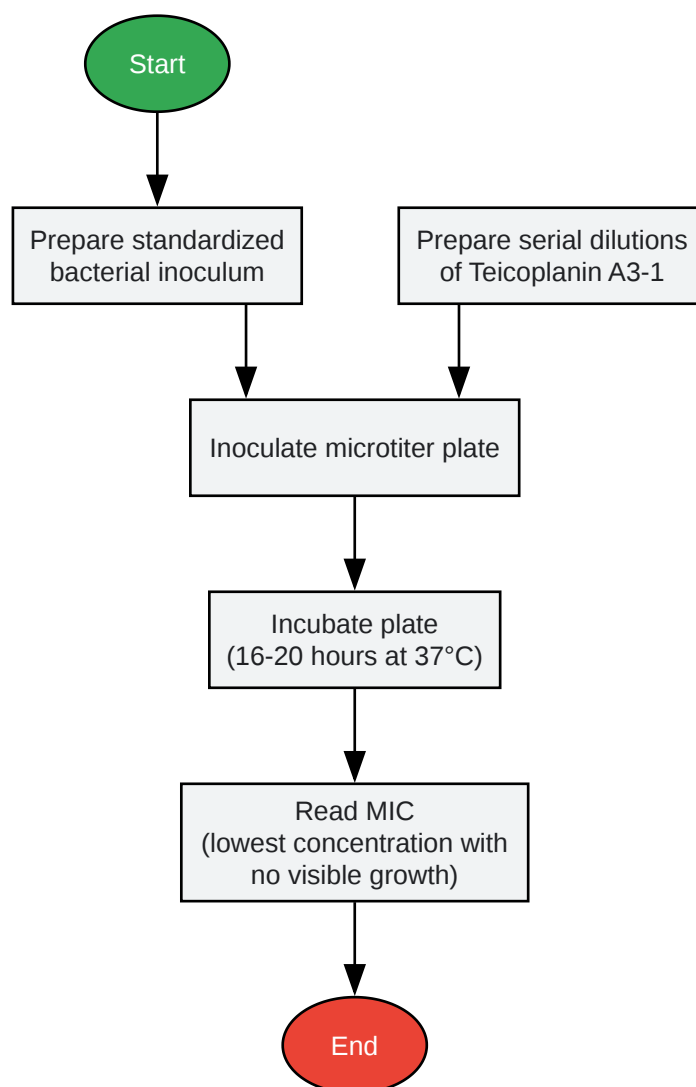 Start
Prepare standardized
bacterial inoculum
Prepare serial dilutions
of Teicoplanin A3-1
Inoculate microtiter plate
Incubate plate
(16-20 hours at 37°C)
Read MIC
(lowest concentration with
no visible growth)
End